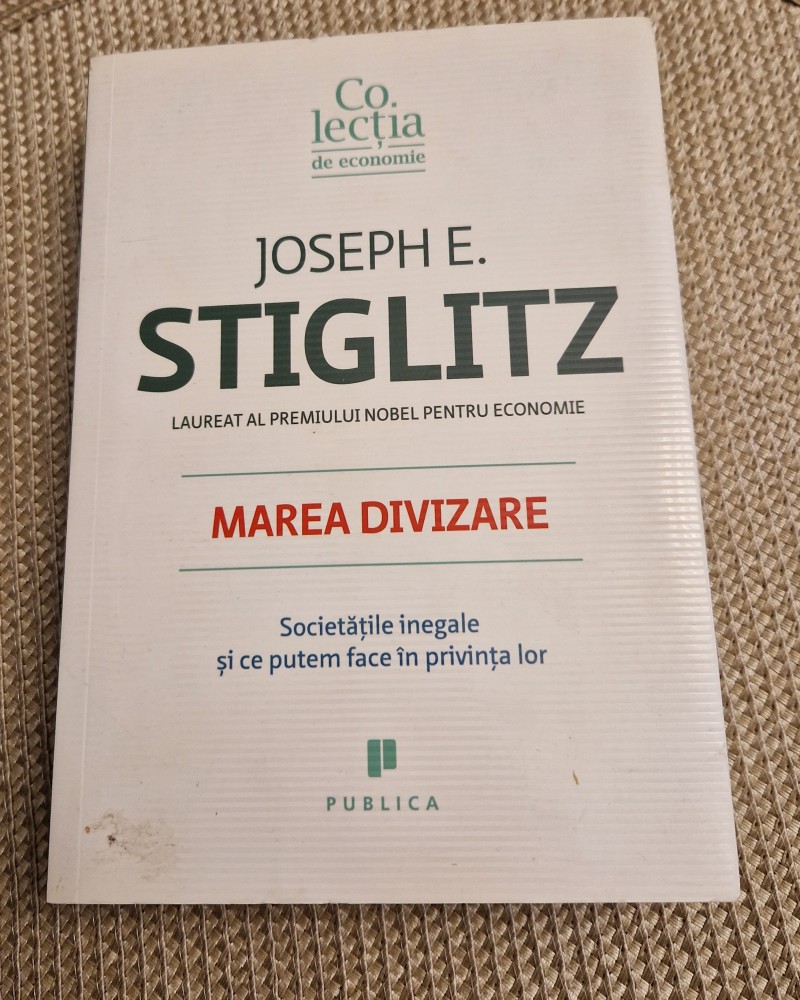 Co.
lecția
de economie
JOSEPH E.
STIGLITZ
LAUREAT AL PREMIULUI NOBEL PENTRU ECONOMIE
MAREA DIVIZARE
Societățile inegale
și ce putem face în privința lor
PUBLICA